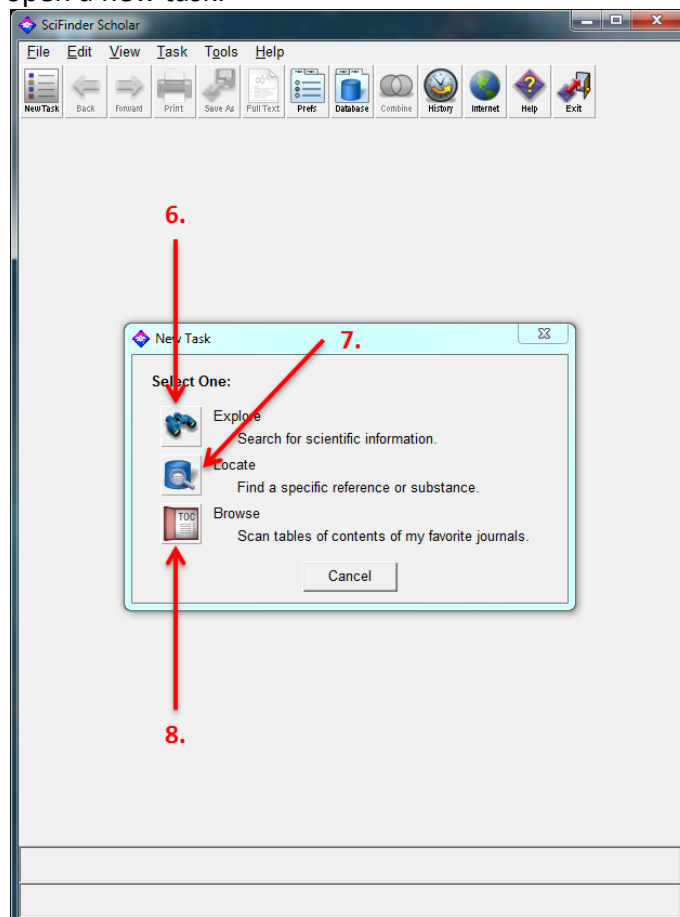 open a new task.
SciFinder Scholar
File Edit View Task Tools Help
NewTask Back Forward Print Save As Full Text Prefs Database Combine History Internet Help Exit
6.
New Task
7.
Select One:
Explore
Search for scientific information.
Locate
Find a specific reference or substance.
TOC
Browse
Scan tables of contents of my favorite journals.
Cancel
8.